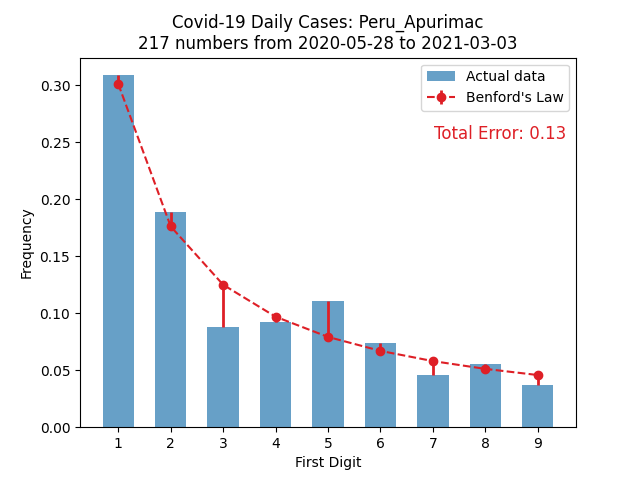 Covid-19 Daily Cases: Peru_Apurimac
217 numbers from 2020-05-28 to 2021-03-03
Actual data
Benford's Law
Total Error: 0.13
Frequency
0.30
0.25
0.20
0.15
0.10
0.05
0.00
1 2 3 4 5 6 7 8 9
First Digit